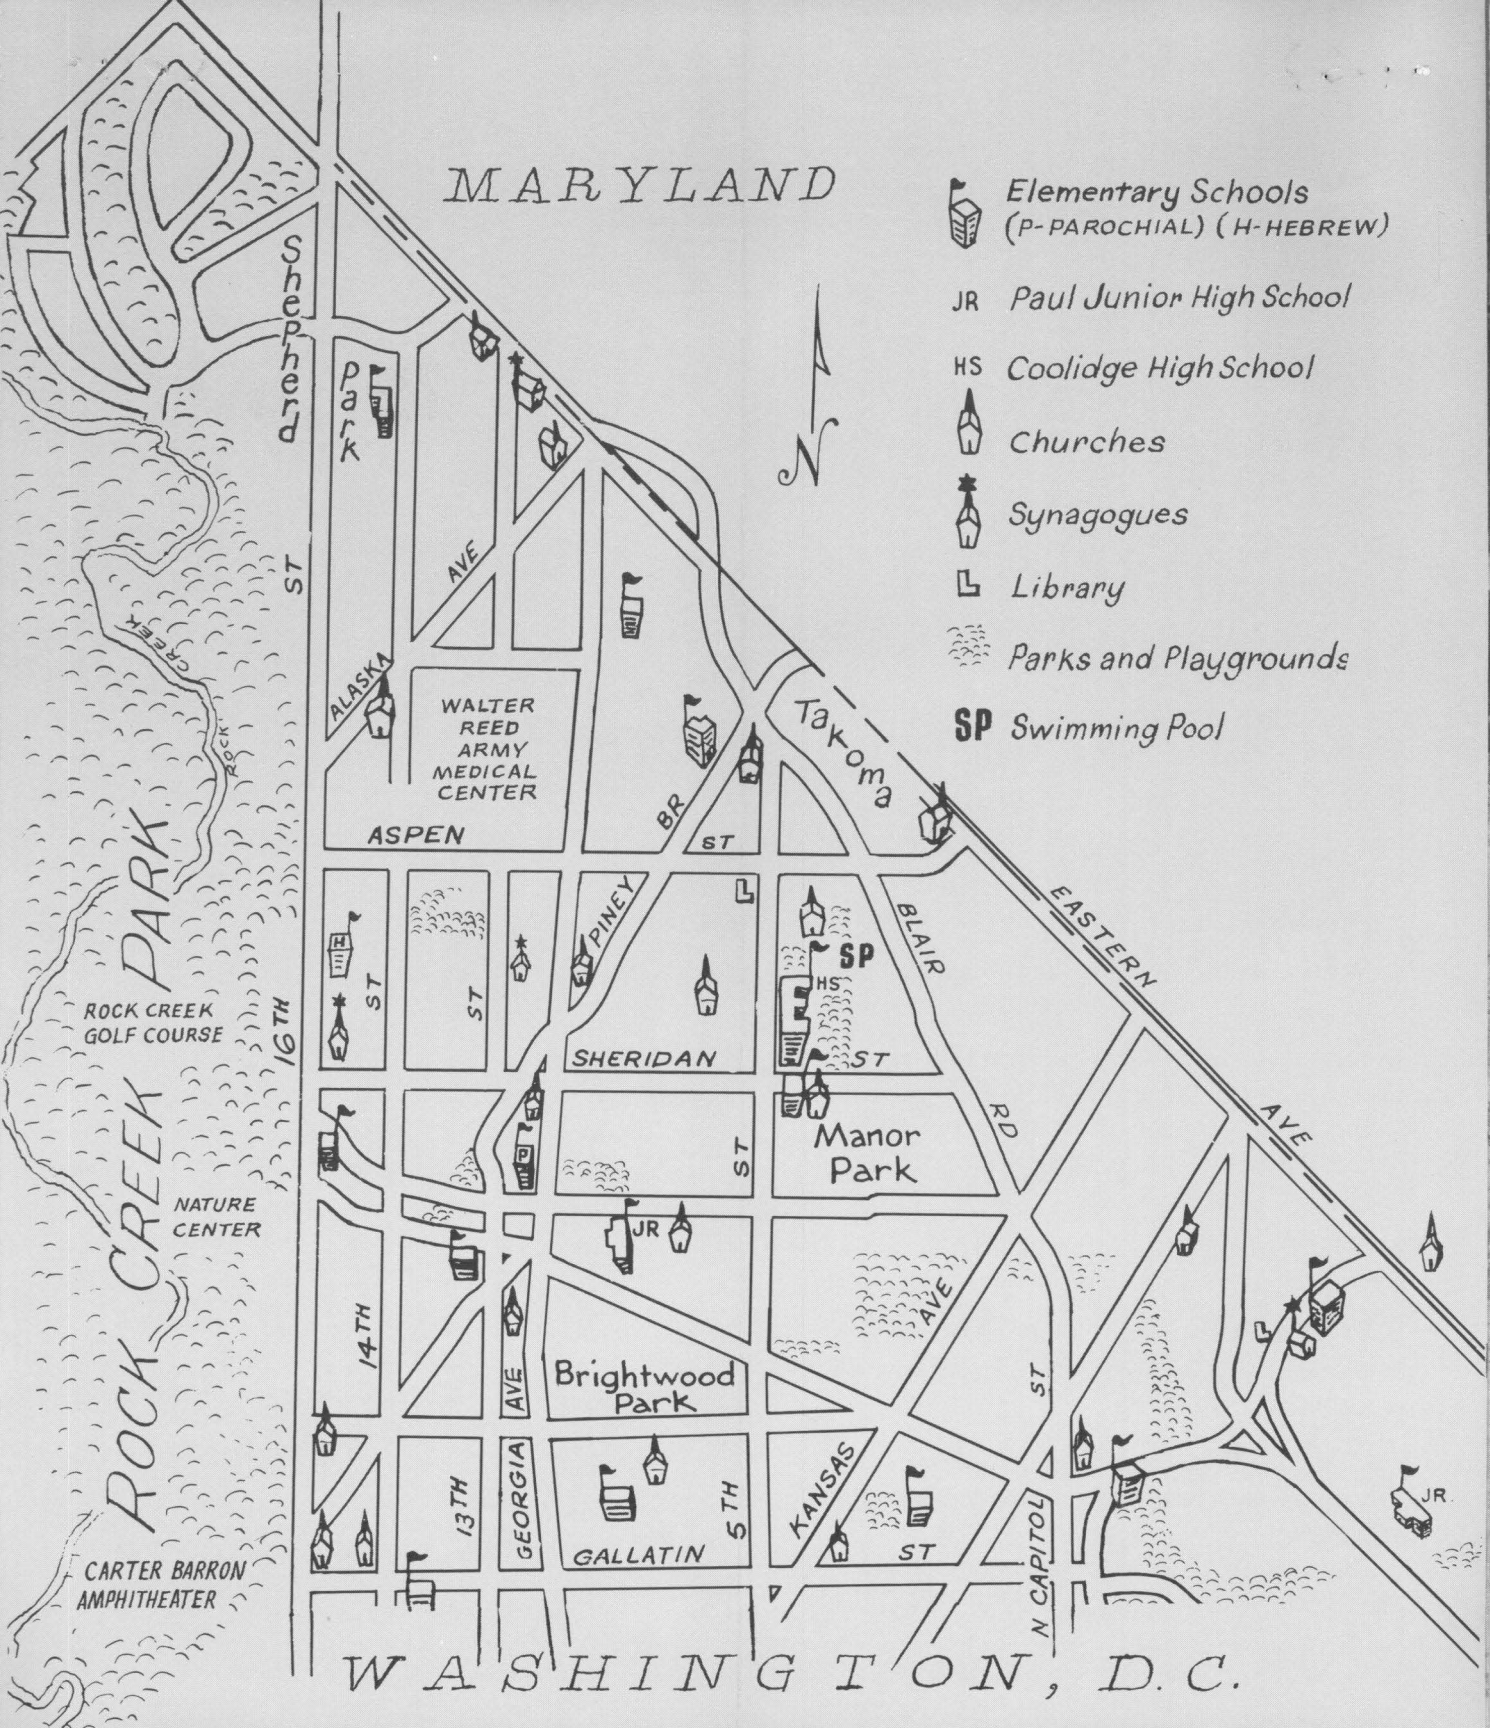 MARYLAND
Elementary Schools
(P-PAROCHIAL) (H-HEBREW)
JR Paul Junior High School
HS Coolidge High School
Churches
Synagogues
L Library
Parks and Playgrounds
SP Swimming Pool
N
Shepherd
Park
ST
AVE
ALASKA
CREEK
ROCK
WALTER
REED
ARMY
MEDICAL
CENTER
Takoma
BR
ASPEN
ST
PINEY
L
H
BLAIR
EASTERN
SP
HS
ROCK CREEK PARK
ROCK CREEK
GOLF COURSE
16TH
ST
ST
SHERIDAN
ST
RD
AVE
P
ST
Manor
Park
NATURE
CENTER
JR
AVE
L
14TH
AVE
Brightwood
Park
ST
13TH
GEORGIA
5TH
KANSAS
N CAPITOL
JR.
GALLATIN
ST
CARTER BARRON
AMPHITHEATER
WASHINGTON, D.C.